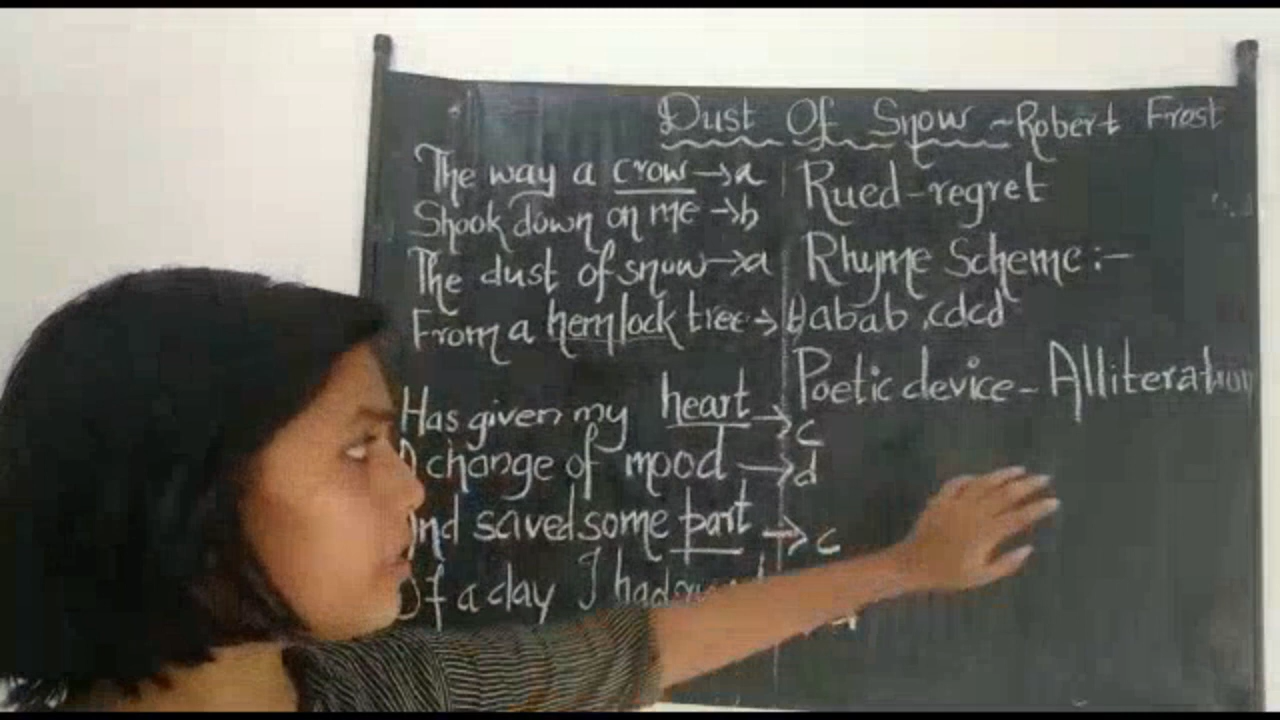 Dust Of Snow ~Robert Frost
The way a crow → a
Shook down on me → b
The dust of snow → a
From a hemlock tree → b
Has given my heart → c
A change of mood → d
And saved some part → c
Of a day I had
Rued - regret
Rhyme Scheme :-
abab, cdcd
Poetic device - Alliteration